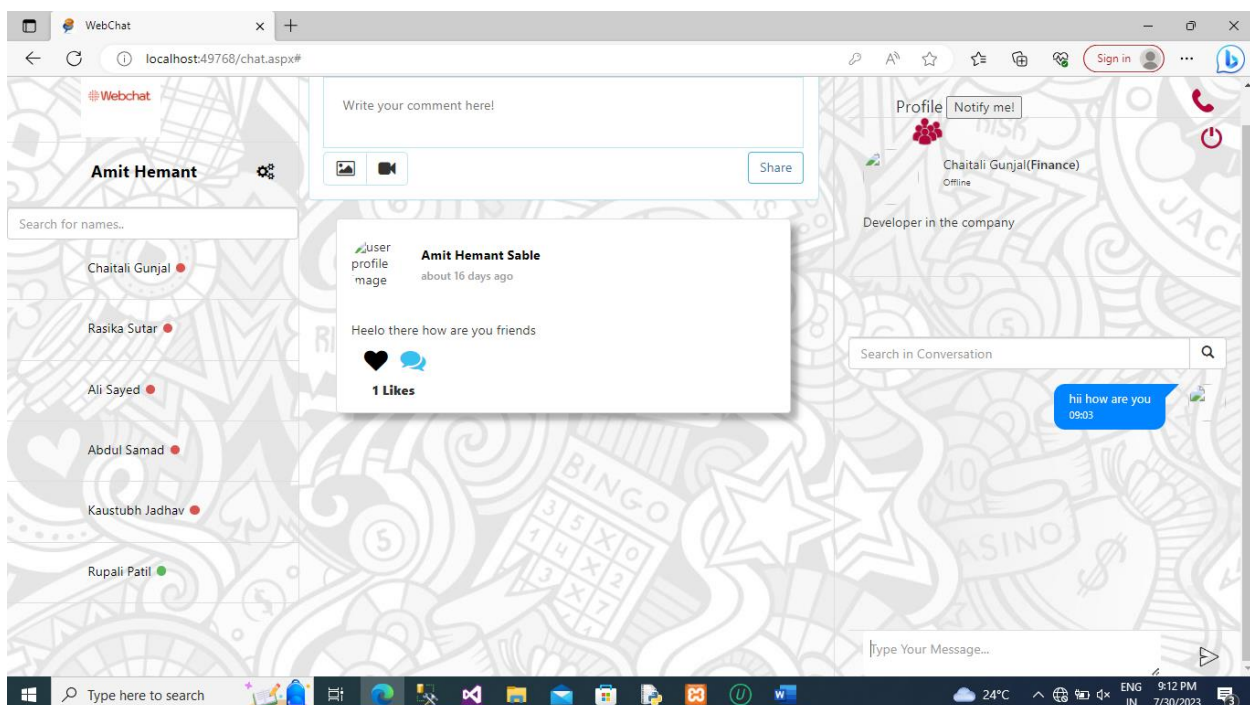 WebChat
localhost:49768/chat.aspx#
Sign in
Webchat
Amit Hemant
Search for names..
Chaitali Gunjal
Rasika Sutar
Ali Sayed
Abdul Samad
Kaustubh Jadhav
Rupali Patil
Write your comment here!
Share
user
profile
mage
Amit Hemant Sable
about 16 days ago
Heelo there how are you friends
1 Likes
BINGO
Profile Notify me!
Chaitali Gunjal(Finance)
Offline
Developer in the company
Search in Conversation
hii how are you
09:03
Type Your Message...
Type here to search
24°C
ENG
IN
9:12 PM
7/30/2023